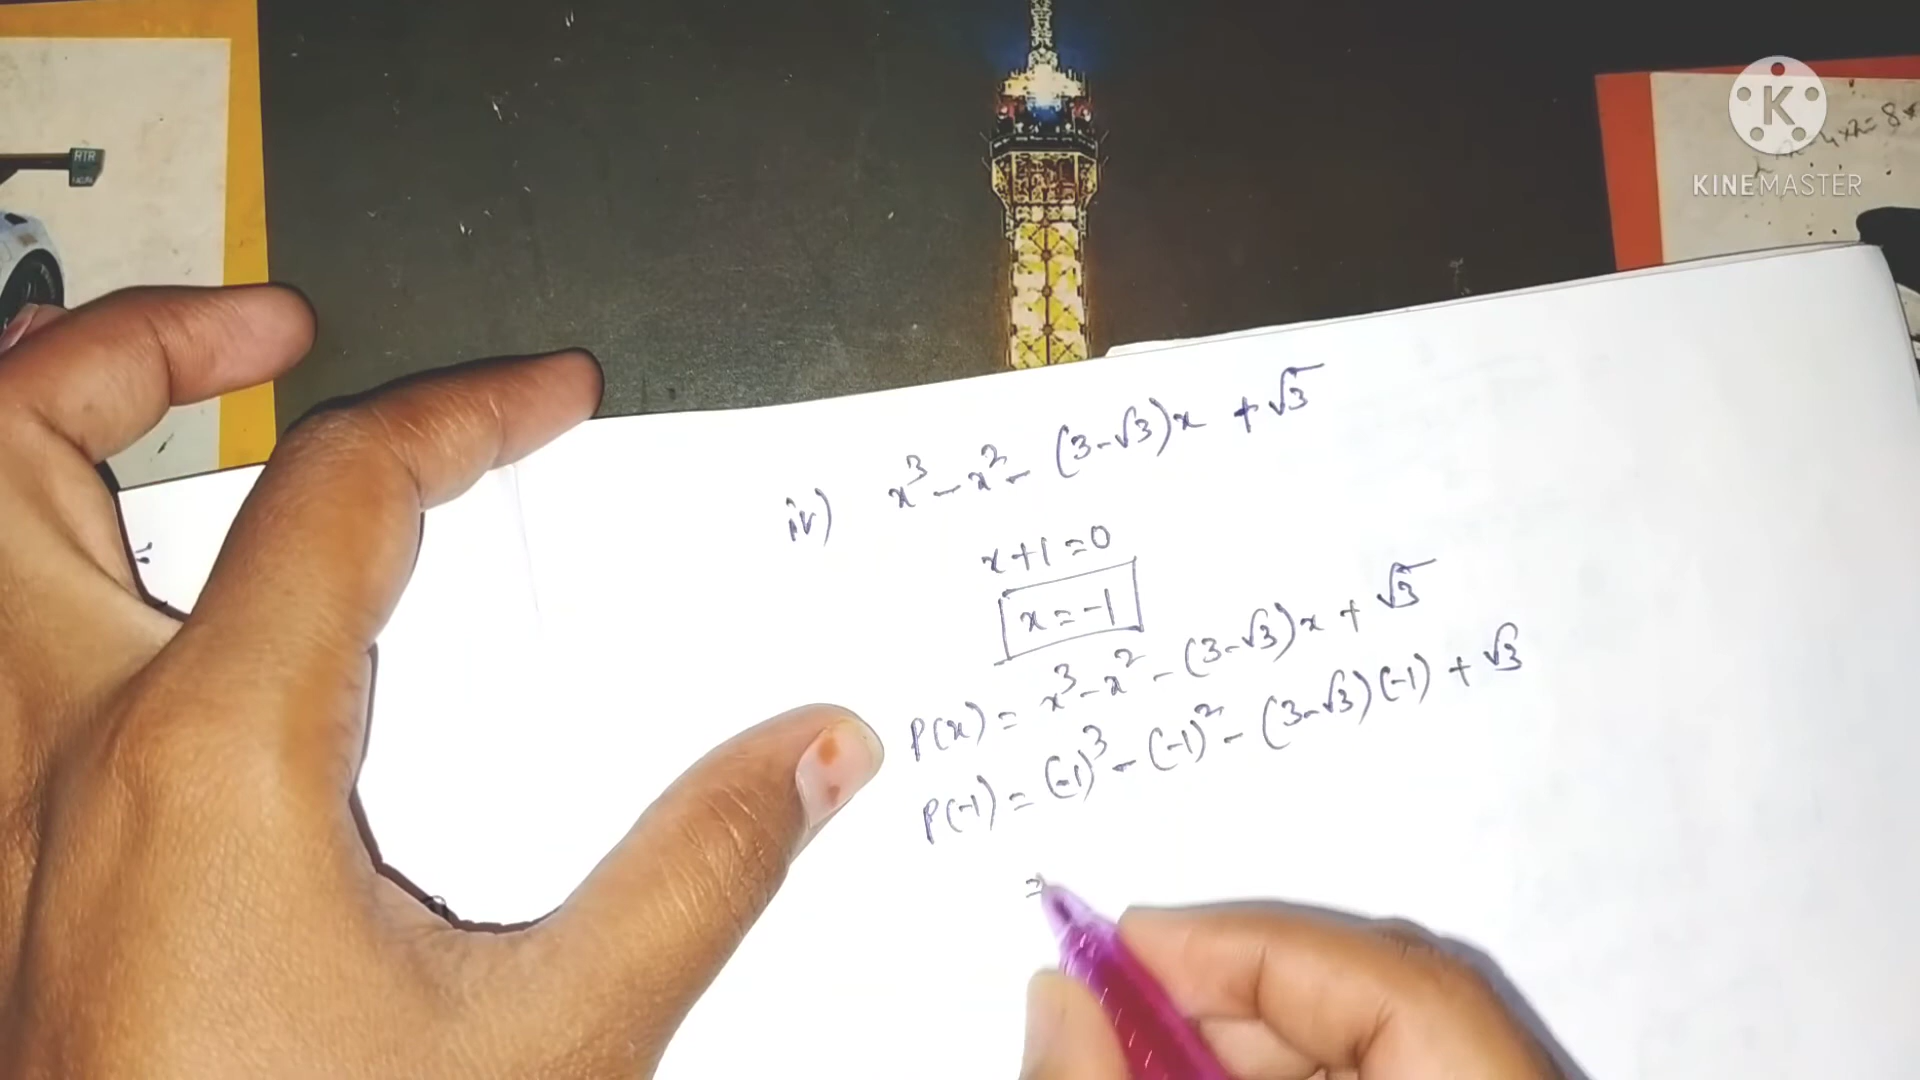 RTR
K
KINEMASTER
iv) x³ - x² - (3-√3)x + √3
x+1=0
x=-1
P(x) = x³-x² - (3-√3)x + √3
P(-1) = (-1)³ - (-1)² - (3-√3)(-1) + √3
=